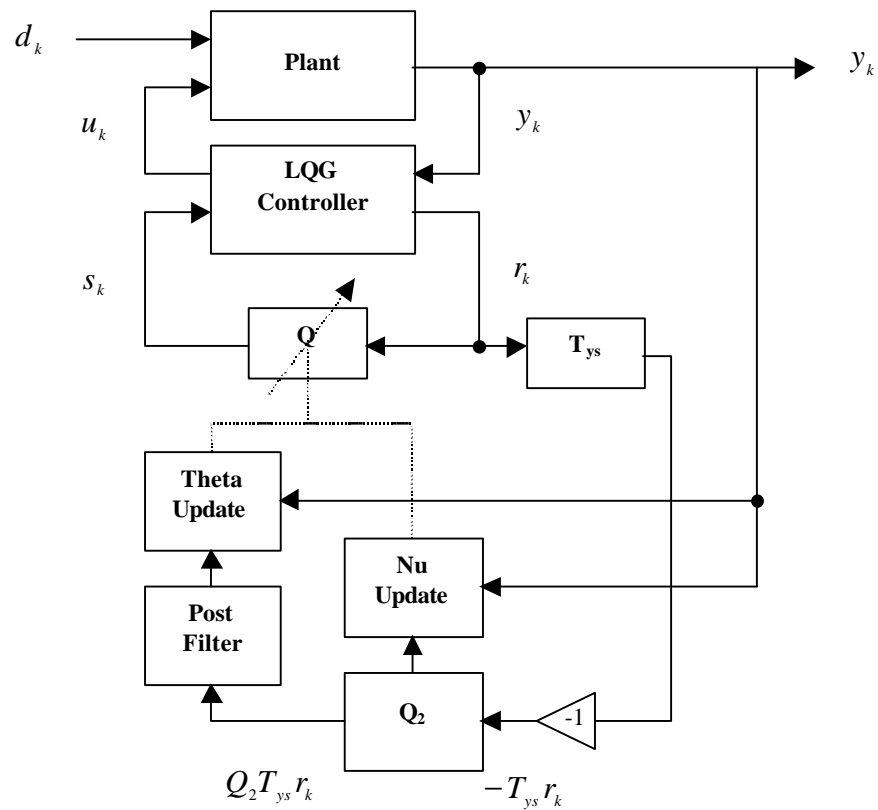 d_k
Plant
y_k
u_k
y_k
LQG
Controller
s_k
r_k
Q
T_ys
Theta
Update
Nu
Update
Post
Filter
Q_2
-1
Q_2 T_ys r_k
− T_ys r_k